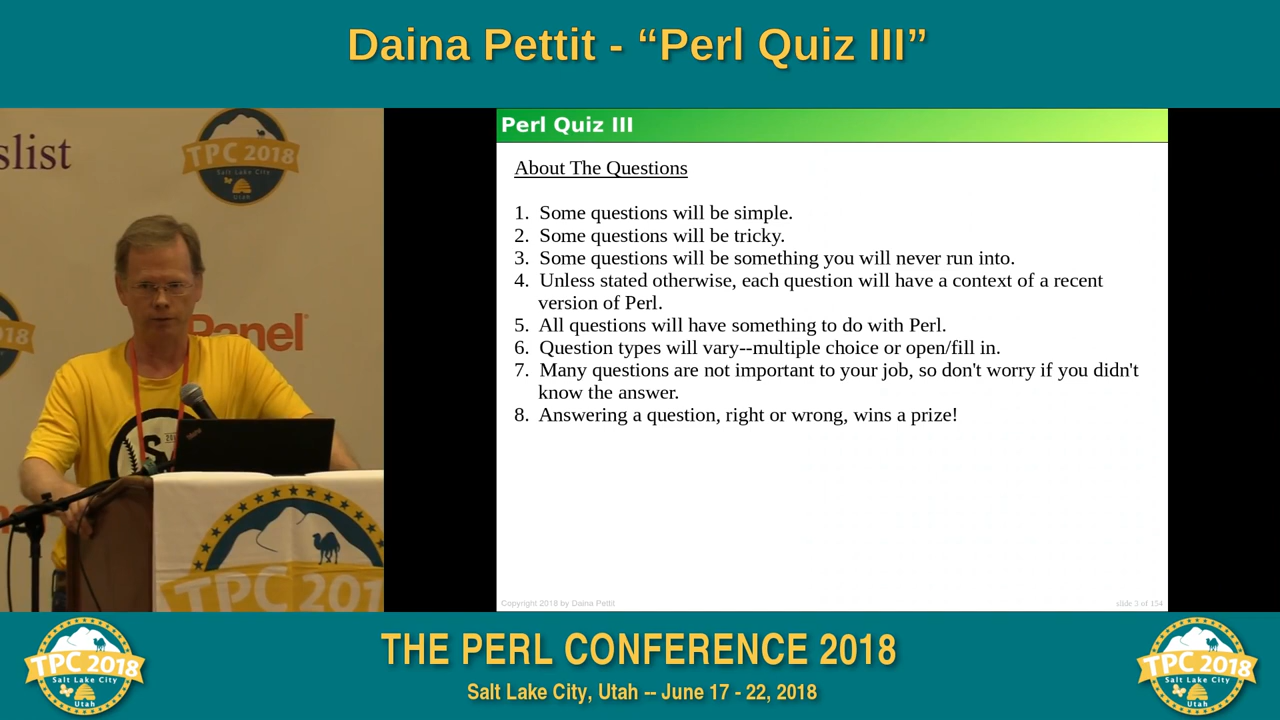 Daina Pettit - “Perl Quiz III”
slist
TPC 2018
Salt Lake City
Utah
018
Panel
TPC 201
Perl Quiz III
About The Questions
1. Some questions will be simple.
2. Some questions will be tricky.
3. Some questions will be something you will never run into.
4. Unless stated otherwise, each question will have a context of a recent
version of Perl.
5. All questions will have something to do with Perl.
6. Question types will vary--multiple choice or open/fill in.
7. Many questions are not important to your job, so don't worry if you didn't
know the answer.
8. Answering a question, right or wrong, wins a prize!
Copyright 2018 by Daina Pettit
slide 3 of 154
TPC 2018
Salt Lake City
Utah
THE PERL CONFERENCE 2018
Salt Lake City, Utah -- June 17 - 22, 2018
TPC 2018
Salt Lake City
Utah